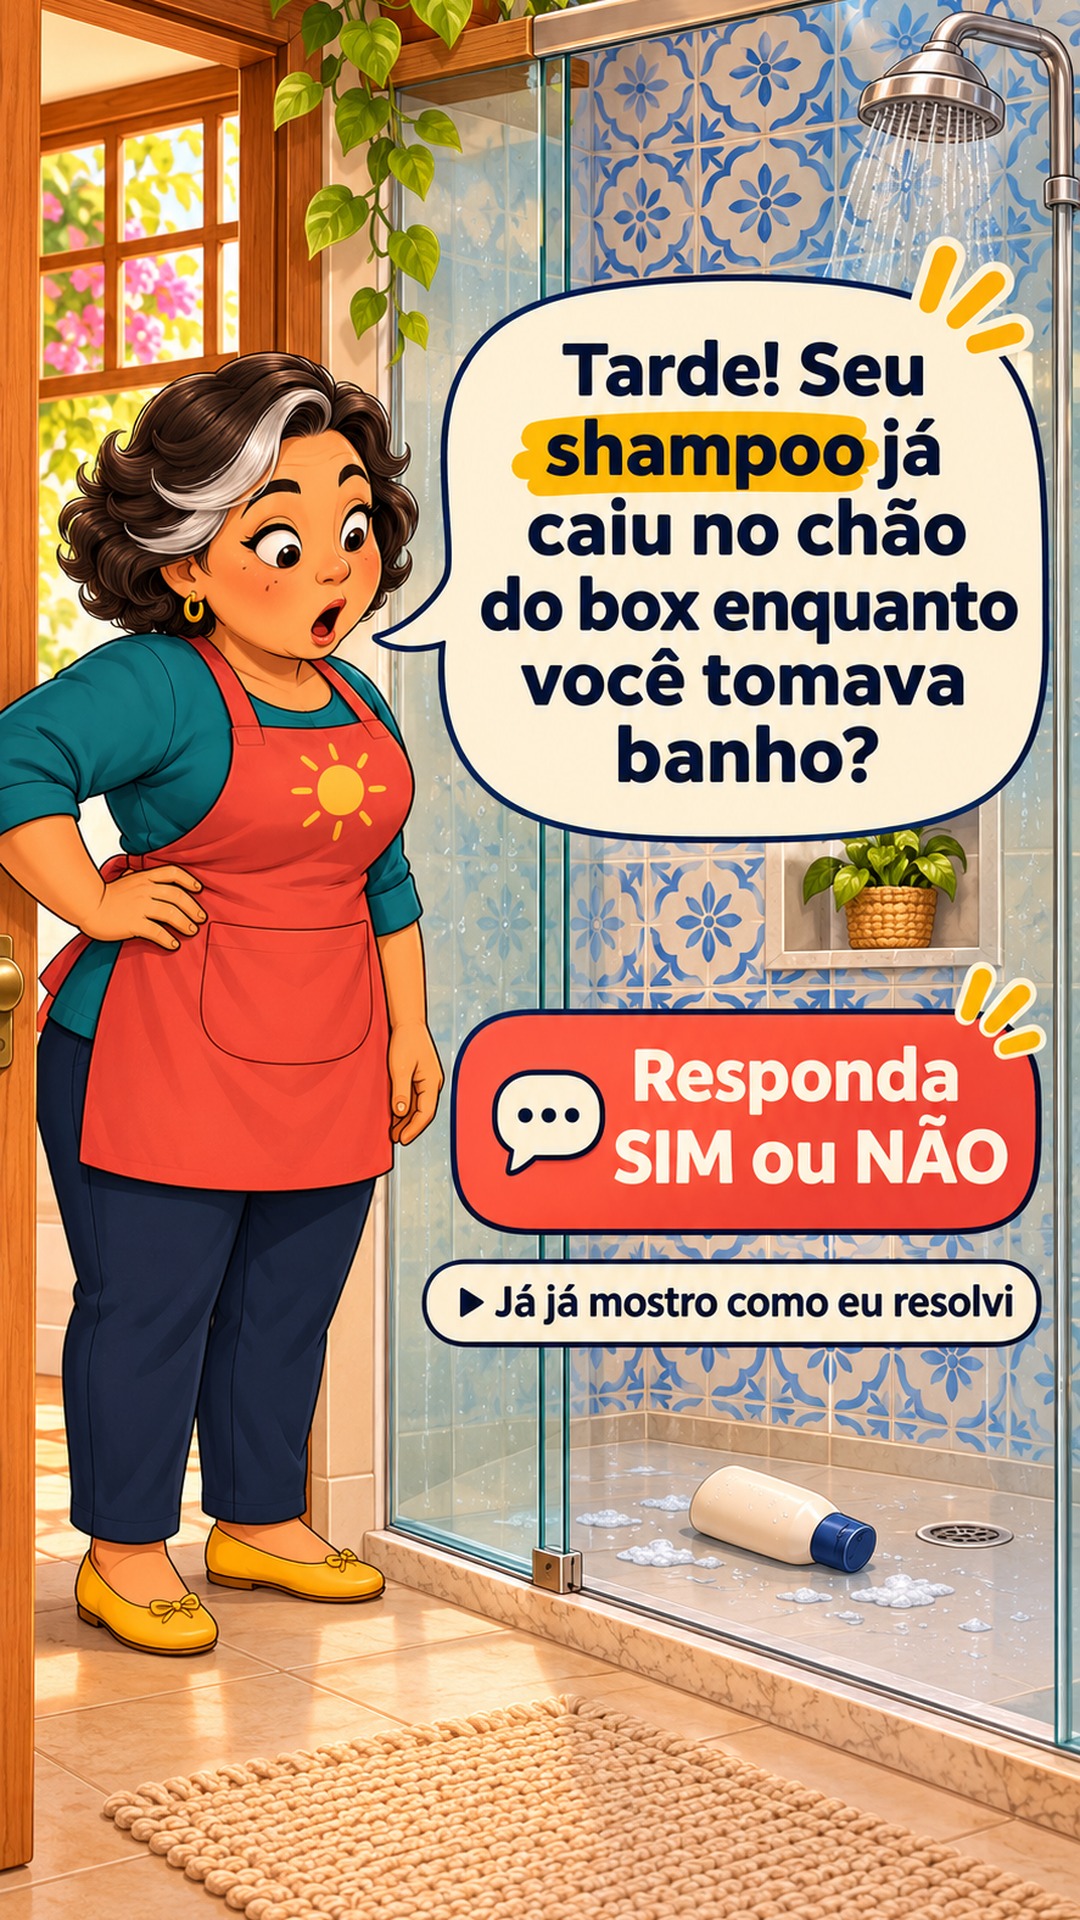 Tarde! Seu
shampoo já
caiu no chão
do box enquanto
você tomava
banho?
Responda
SIM ou NÃO
Já já mostro como eu resolvi